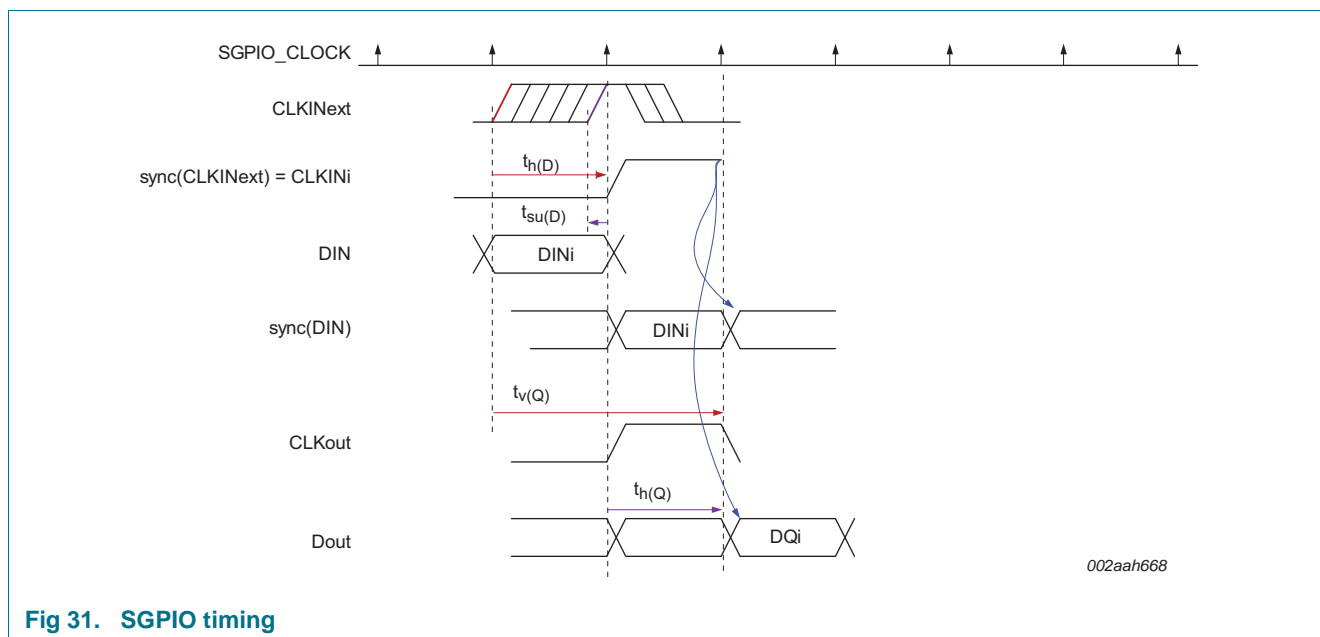 SGPIO_CLOCK
CLKINext
th(D)
sync(CLKINext) = CLKINi
tsu(D)
DIN
DINi
sync(DIN)
DINi
tv(Q)
CLKout
th(Q)
Dout
DQi
002aah668
Fig 31. SGPIO timing